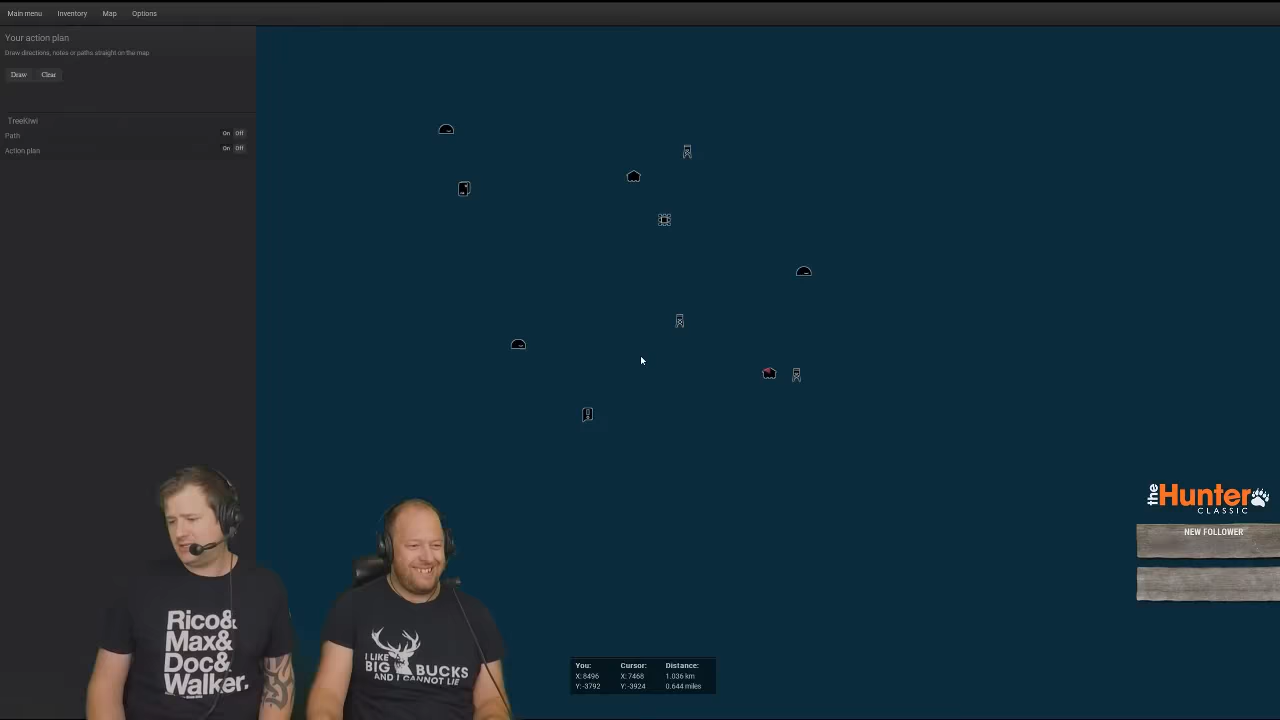 Main menu Inventory Map Options
Your action plan
Draw directions, notes or paths straight on the map
Draw Clear
TreeKiwi
Path On Off
Action plan On Off
the Hunter
CLASSIC
NEW FOLLOWER
Rico&
Max&
Doc&
Walker.
I LIKE
BIG BUCKS
AND I CANNOT LIE
You: Cursor: Distance:
X: 8496 X: 7468 1.036 km
Y: -3792 Y: -3924 0.644 miles